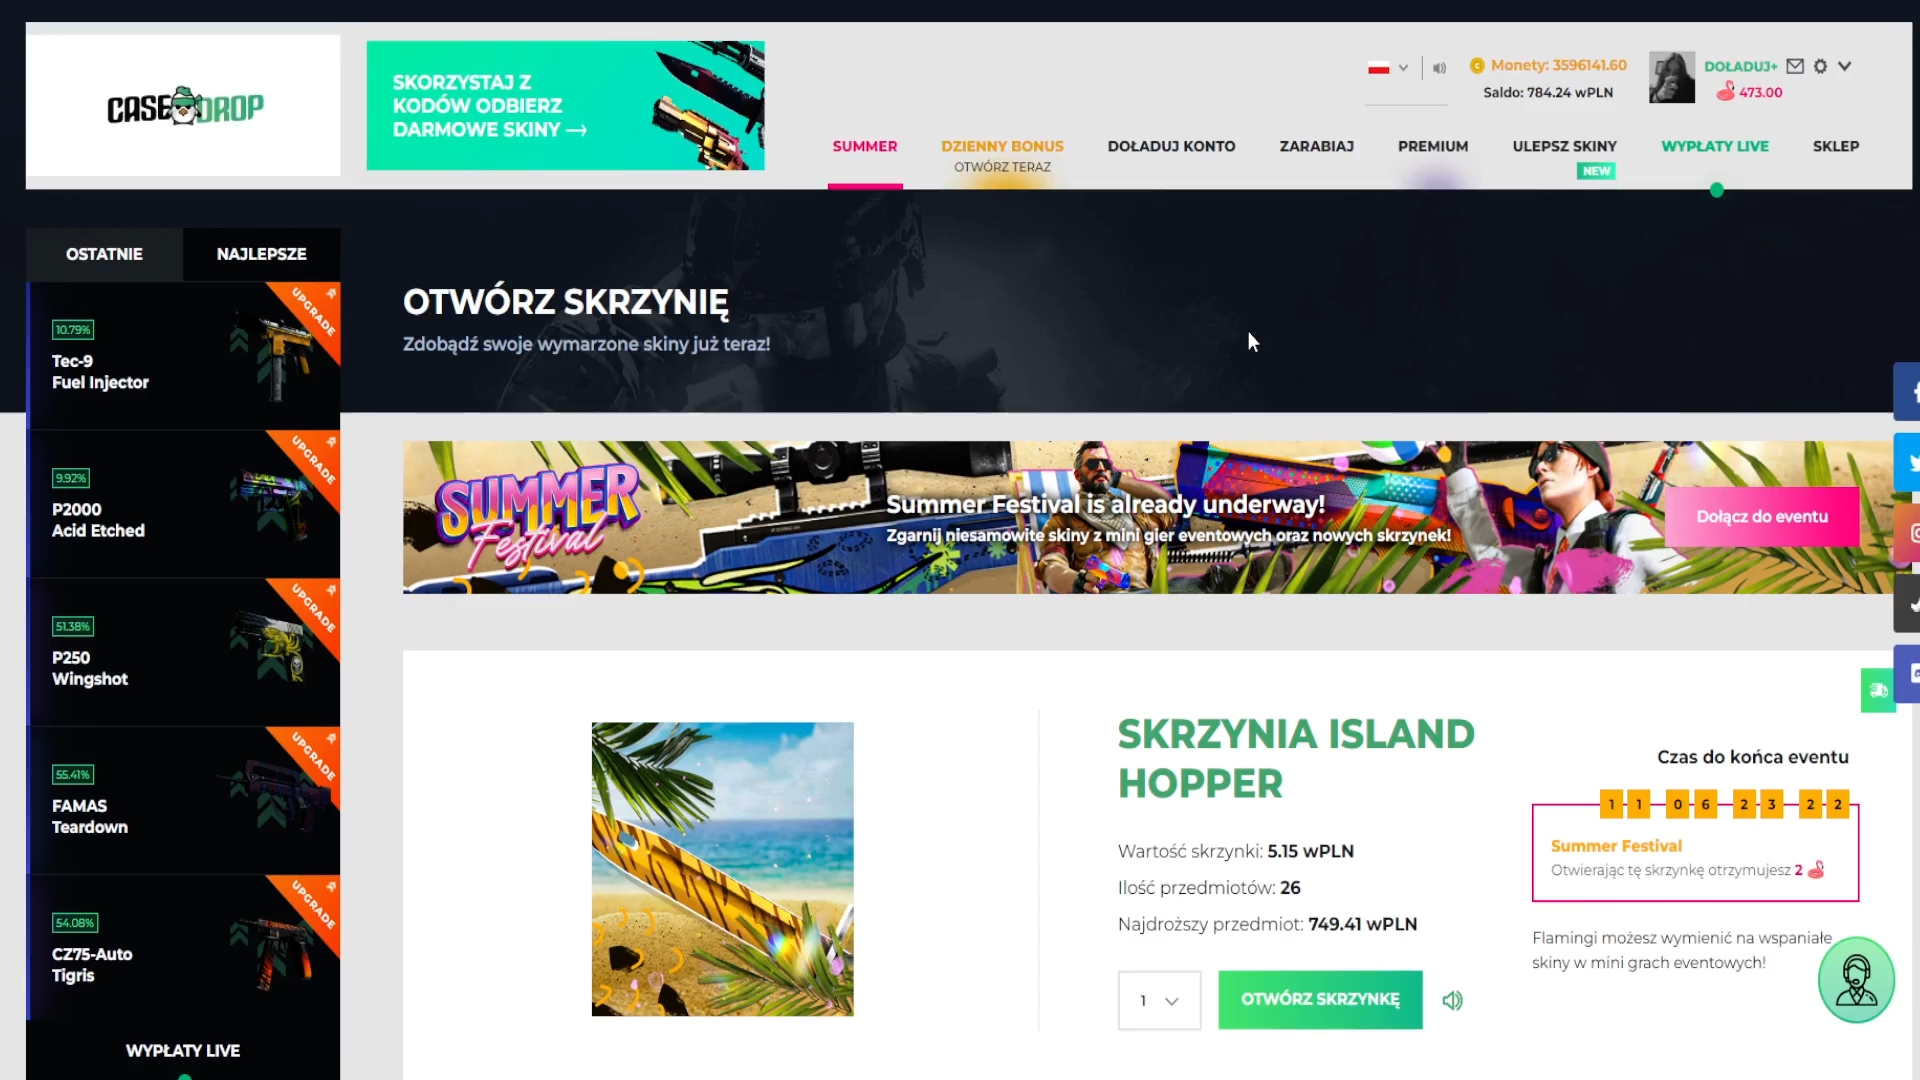 CASEDROP
SKORZYSTAJ Z
KODÓW ODBIERZ
DARMOWE SKINY →
Monety: 3596141.60
Saldo: 784.24 wPLN
DOŁADUJ+
473.00
SUMMER
DZIENNY BONUS
OTWÓRZ TERAZ
DOŁADUJ KONTO
ZARABIAJ
PREMIUM
ULEPSZ SKINY
NEW
WYPŁATY LIVE
SKLEP
OSTATNIE
NAJLEPSZE
UPGRADE
10.79%
Tec-9
Fuel Injector
UPGRADE
9.92%
P2000
Acid Etched
UPGRADE
51.38%
P250
Wingshot
UPGRADE
55.41%
FAMAS
Teardown
UPGRADE
54.08%
CZ75-Auto
Tigris
WYPŁATY LIVE
OTWÓRZ SKRZYNIĘ
Zdobądź swoje wymarzone skiny już teraz!
SUMMER
Festival
Summer Festival is already underway!
Zgarnij niesamowite skiny z mini gier eventowych oraz nowych skrzynek!
Dołącz do eventu
SKRZYNIA ISLAND
HOPPER
Wartość skrzynki: 5.15 wPLN
Ilość przedmiotów: 26
Najdroższy przedmiot: 749.41 wPLN
1
OTWÓRZ SKRZYNKĘ
Czas do końca eventu
1 1 0 6 2 3 2 2
Summer Festival
Otwierając tę skrzynkę otrzymujesz 2
Flamingi możesz wymienić na wspaniałe
skiny w mini grach eventowych!